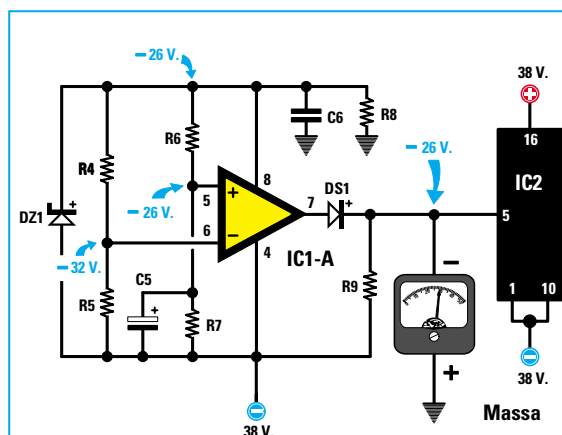 – 26 V.
38 V.
C6
R8
R6
16
R4
8
IC2
– 26 V.
+
5
DS1
– 26 V.
DZ1
+
7
+
5
6
–
– 32 V.
4
IC1-A
–
C5
R9
R5
+
R7
1
10
+
Massa
38 V.
38 V.